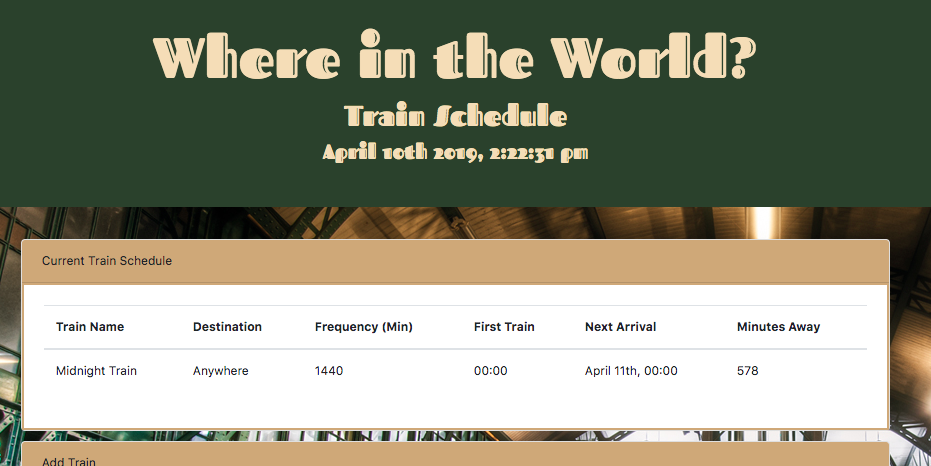 Where in the World?
Train Schedule
April 10th 2019, 2:22:31 pm
Current Train Schedule
Train Name Destination Frequency (Min) First Train Next Arrival Minutes Away
Midnight Train Anywhere 1440 00:00 April 11th, 00:00 578
Add Train